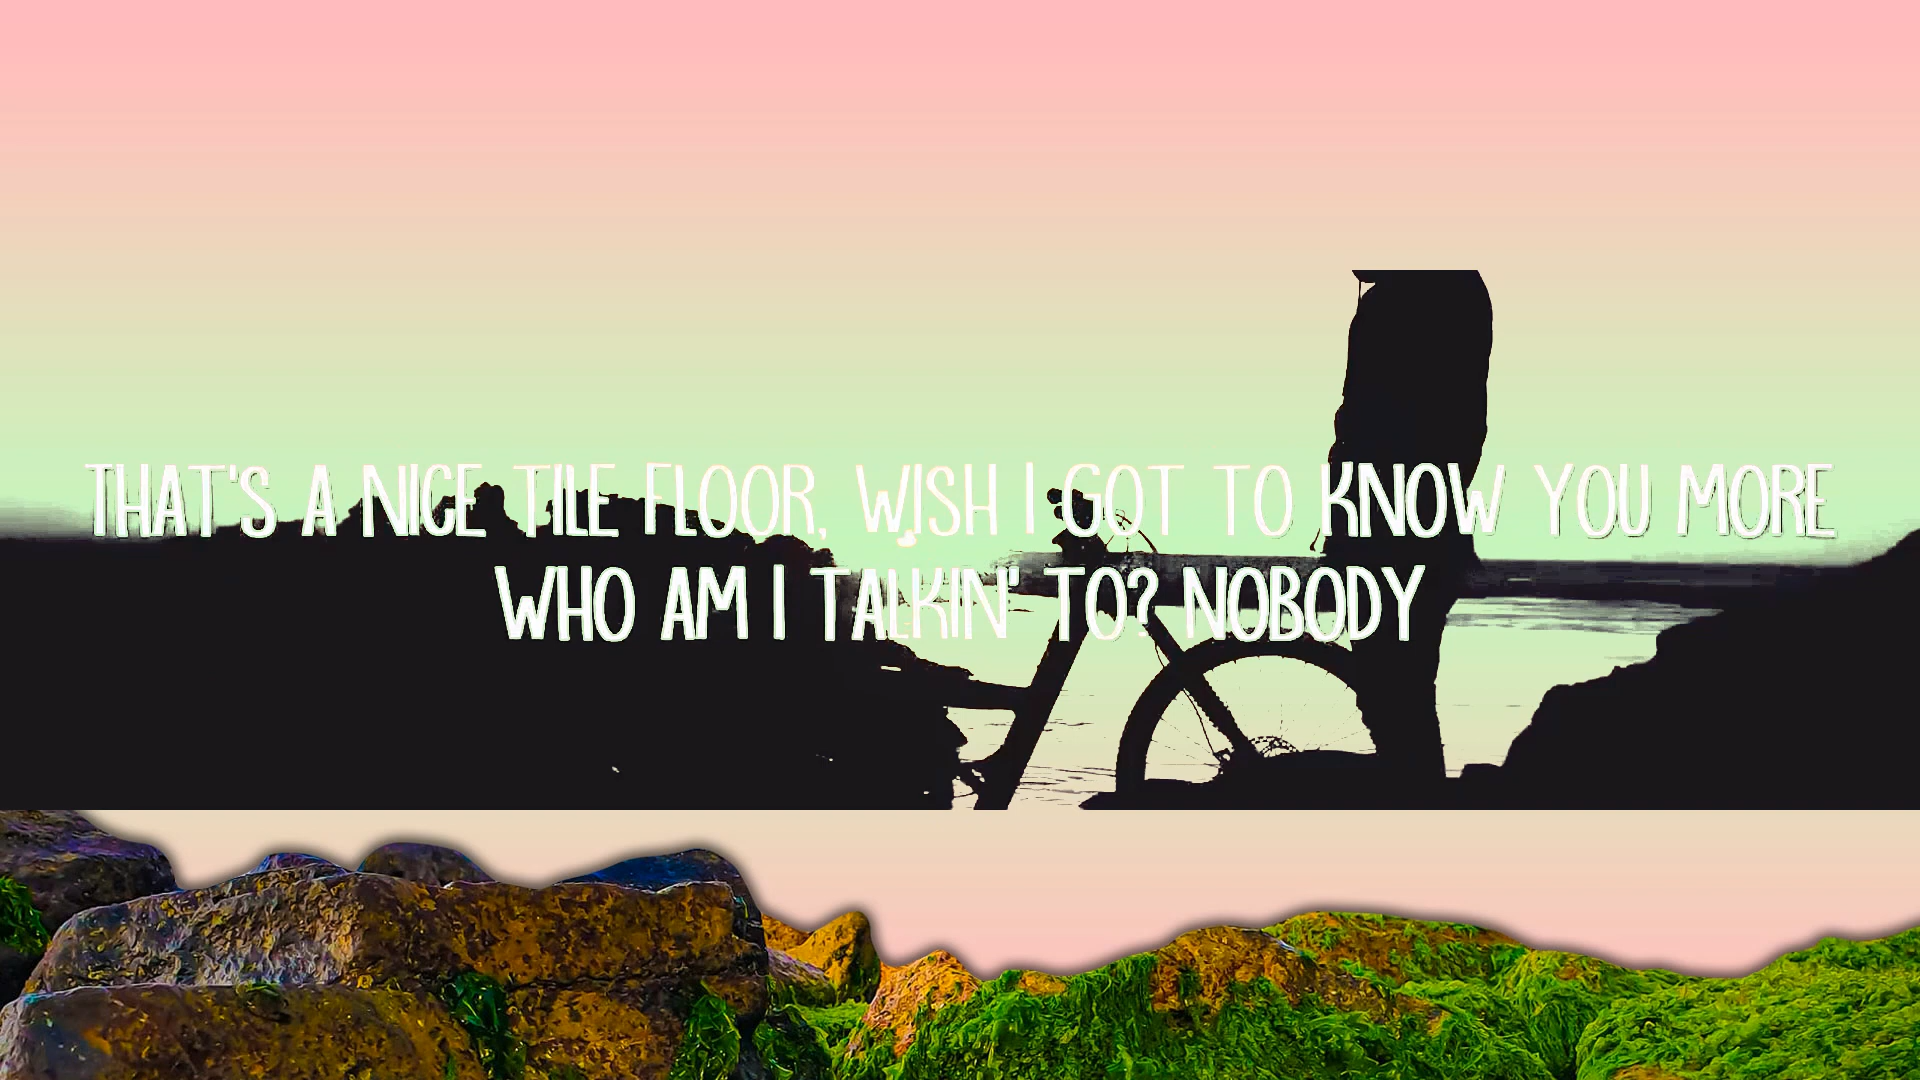 THAT'S A NICE TILE FLOOR, WISH I GOT TO KNOW YOU MORE
WHO AM I TALKIN' TO? NOBODY